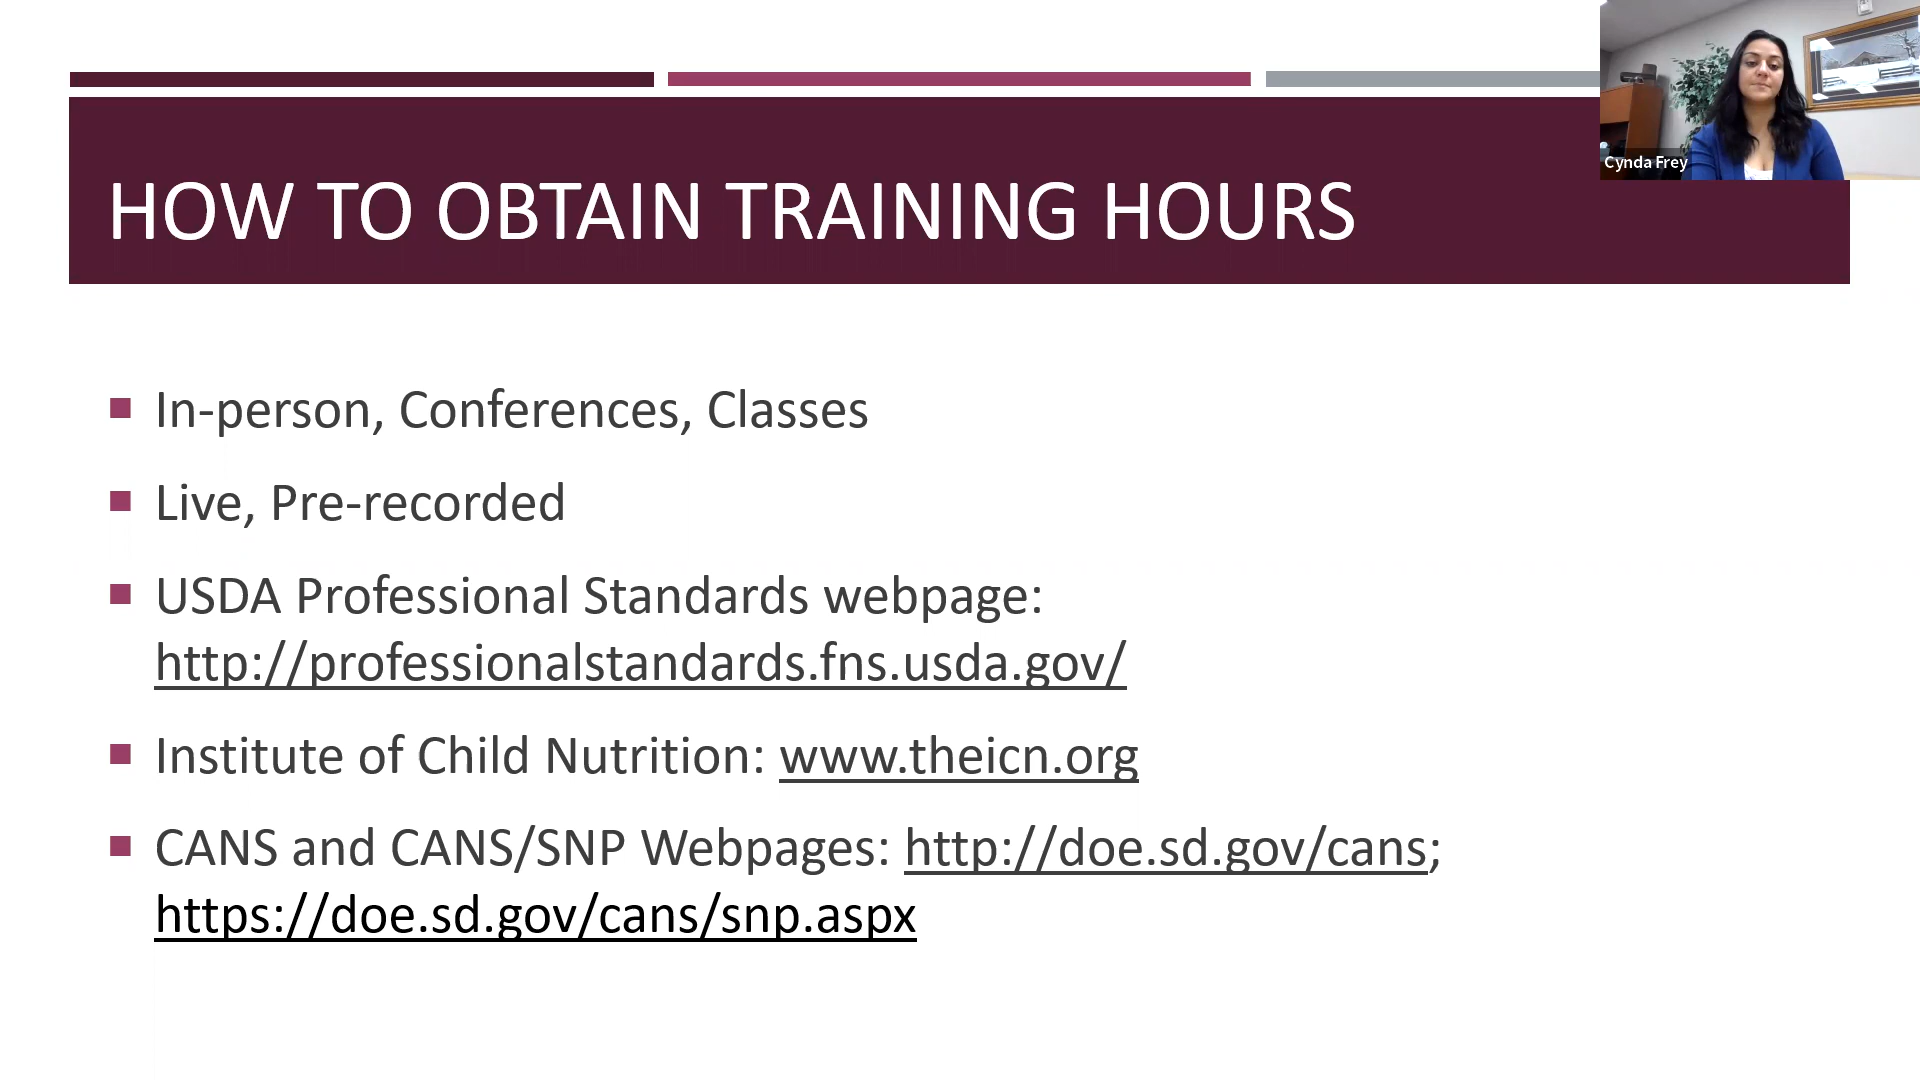 HOW TO OBTAIN TRAINING HOURS
Cynda Frey
In-person, Conferences, Classes
Live, Pre-recorded
USDA Professional Standards webpage:
http://professionalstandards.fns.usda.gov/
Institute of Child Nutrition: www.theicn.org
CANS and CANS/SNP Webpages: http://doe.sd.gov/cans;
https://doe.sd.gov/cans/snp.aspx